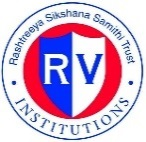 Rashtreeya Sikshana Samithi Trust
RV
• INSTITUTIONS •